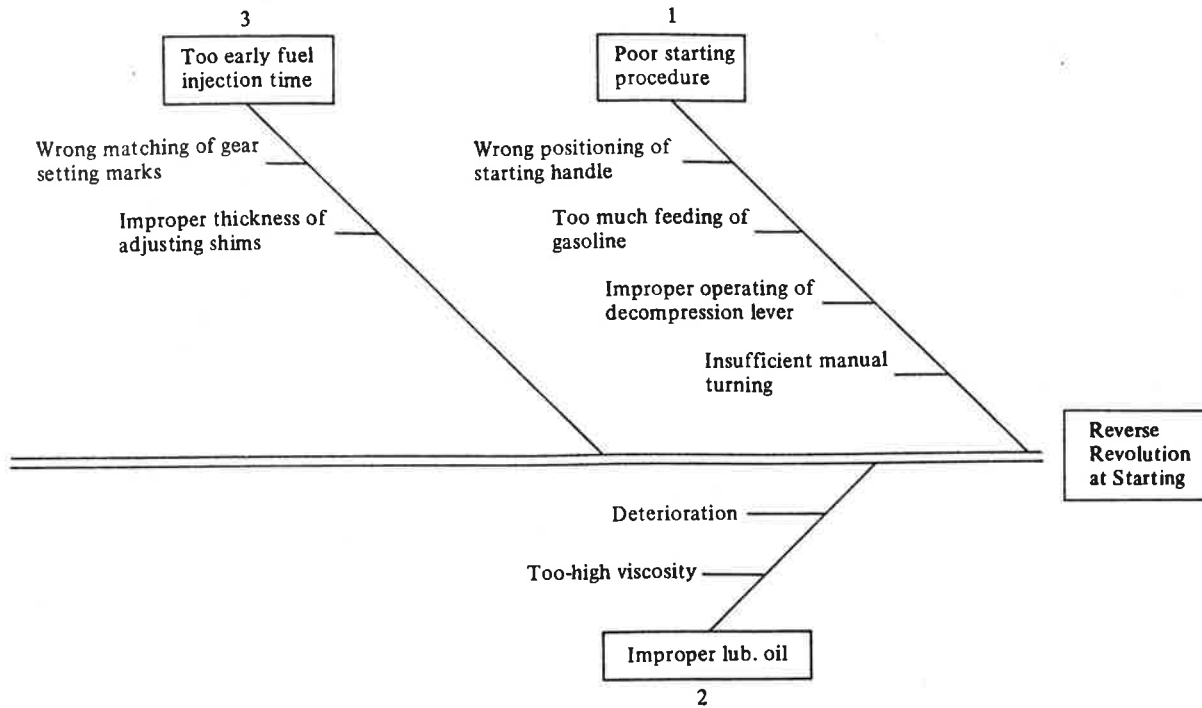 3
Too early fuel
injection time
Wrong matching of gear
setting marks
Improper thickness of
adjusting shims
1
Poor starting
procedure
Wrong positioning of
starting handle
Too much feeding of
gasoline
Improper operating of
decompression lever
Insufficient manual
turning
Reverse
Revolution
at Starting
Deterioration
Too-high viscosity
Improper lub. oil
2